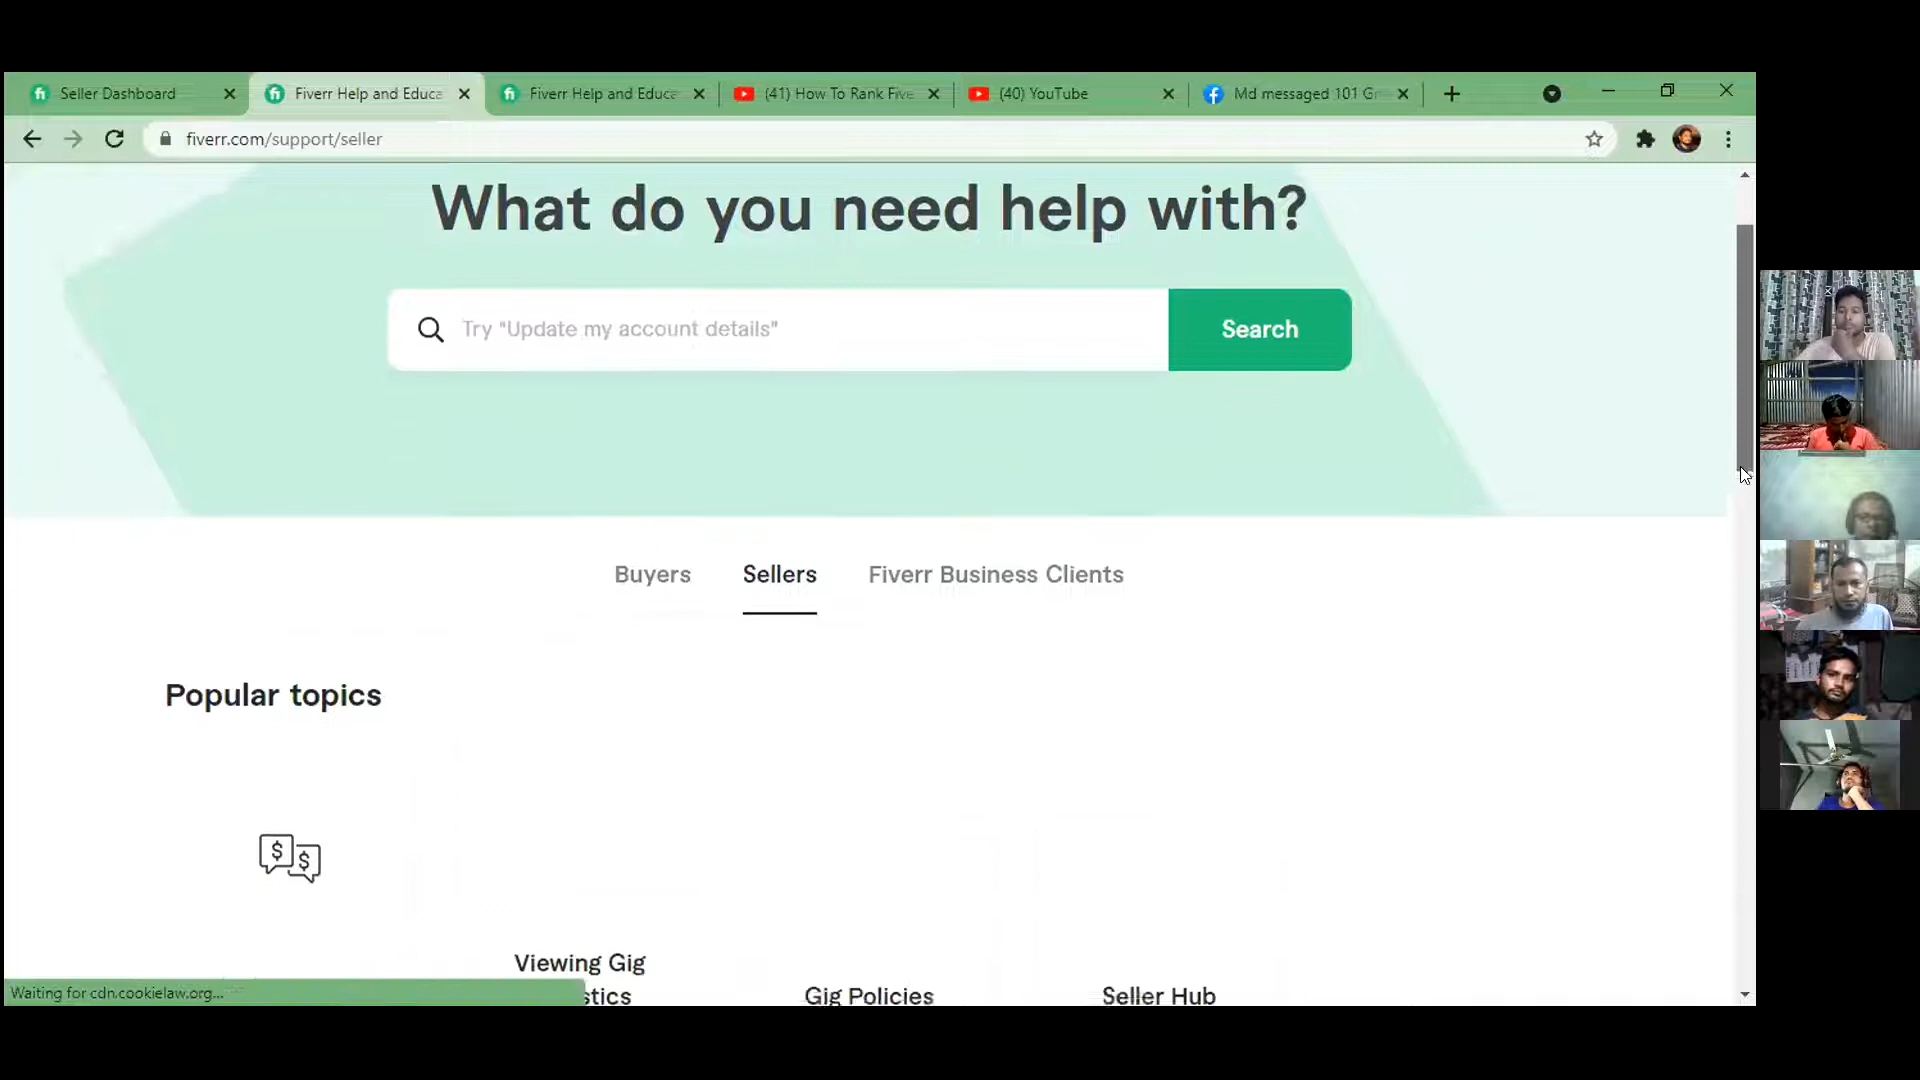 Seller Dashboard
Fiverr Help and Educa
Fiverr Help and Educa
(41) How To Rank Five
(40) YouTube
Md messaged 101 Gr
fiverr.com/support/seller
What do you need help with?
Try "Update my account details"
Search
Buyers
Sellers
Fiverr Business Clients
Popular topics
$ $
Viewing Gig
stics
Gig Policies
Seller Hub
Waiting for cdn.cookielaw.org...